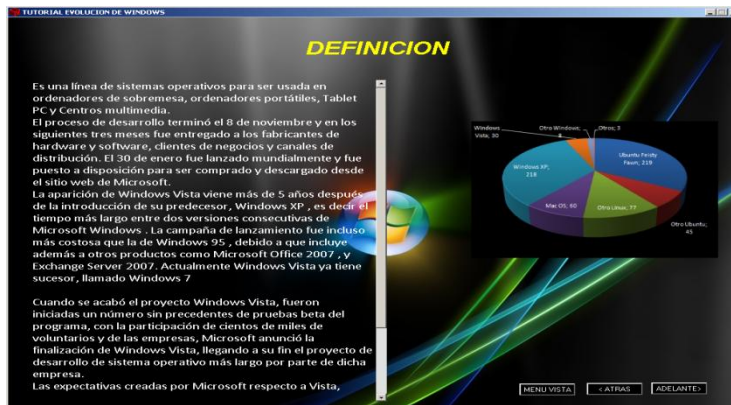 TUTORIAL EVOLUCION DE WINDOWS
DEFINICION
Es una línea de sistemas operativos para ser usada en
ordenadores de sobremesa, ordenadores portátiles, Tablet
PC y Centros multimedia.
El proceso de desarrollo terminó el 8 de noviembre y en los
siguientes tres meses fue entregado a los fabricantes de
hardware y software, clientes de negocios y canales de
distribución. El 30 de enero fue lanzado mundialmente y fue
puesto a disposición para ser comprado y descargado desde
el sitio web de Microsoft.
La aparición de Windows Vista viene más de 5 años después
de la introducción de su predecesor, Windows XP , es decir el
tiempo más largo entre dos versiones consecutivas de
Microsoft Windows . La campaña de lanzamiento fue incluso
más costosa que la de Windows 95 , debido a que incluye
además a otros productos como Microsoft Office 2007 , y
Exchange Server 2007. Actualmente Windows Vista ya tiene
sucesor, llamado Windows 7
Cuando se acabó el proyecto Windows Vista, fueron
iniciadas un número sin precedentes de pruebas beta del
programa, con la participación de cientos de miles de
voluntarios y de las empresas, Microsoft anunció la
finalización de Windows Vista, llegando a su fin el proyecto de
desarrollo de sistema operativo más largo por parte de dicha
empresa.
Las expectativas creadas por Microsoft respecto a Vista,
Windows
Vista; 30
Otro Windows;
8
Otros; 3
Ubuntu Feisty
Fawn; 219
Windows XP;
218
Mac OS; 60
Otro Linux; 77
Otro Ubuntu;
45
MENU VISTA
< ATRAS
ADELANTE>